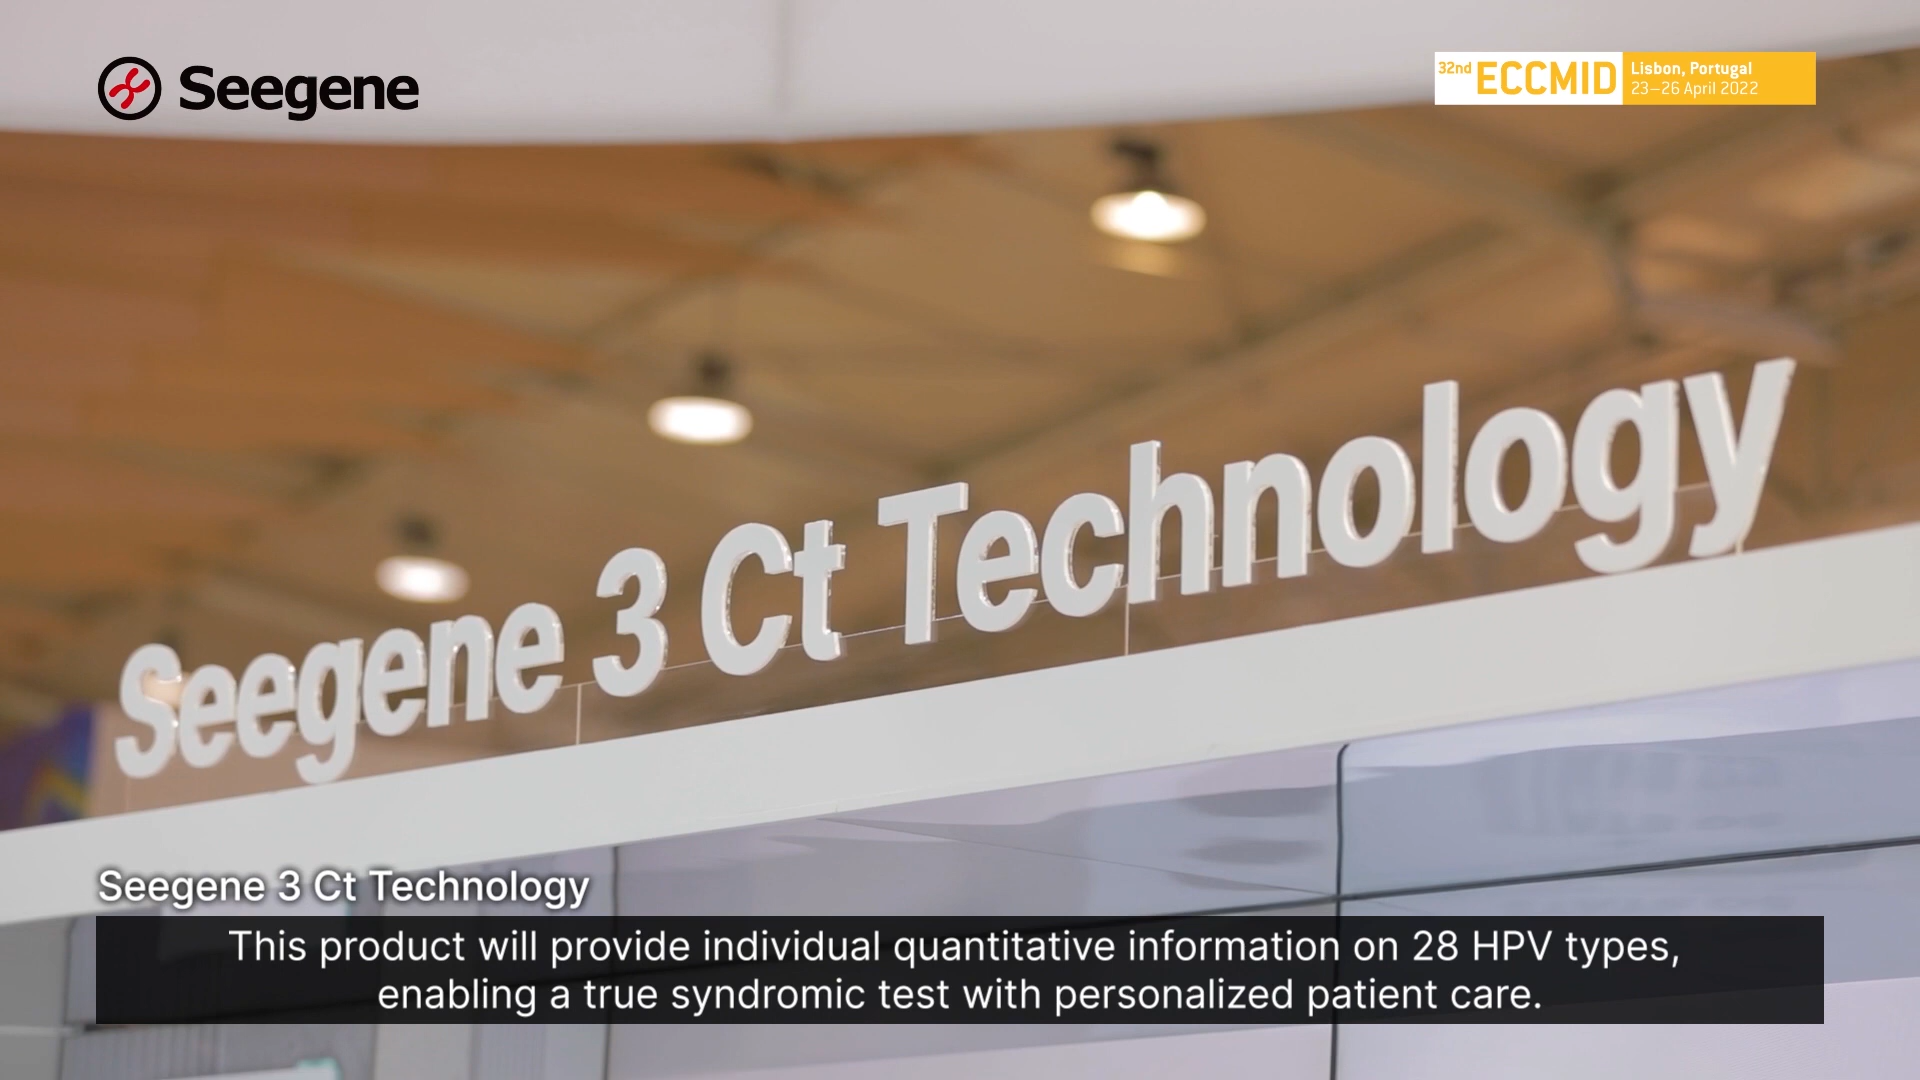 Seegene
32nd ECCMID
Lisbon, Portugal
23–26 April 2022
Seegene 3 Ct Technology
Seegene 3 Ct Technology
This product will provide individual quantitative information on 28 HPV types,
enabling a true syndromic test with personalized patient care.